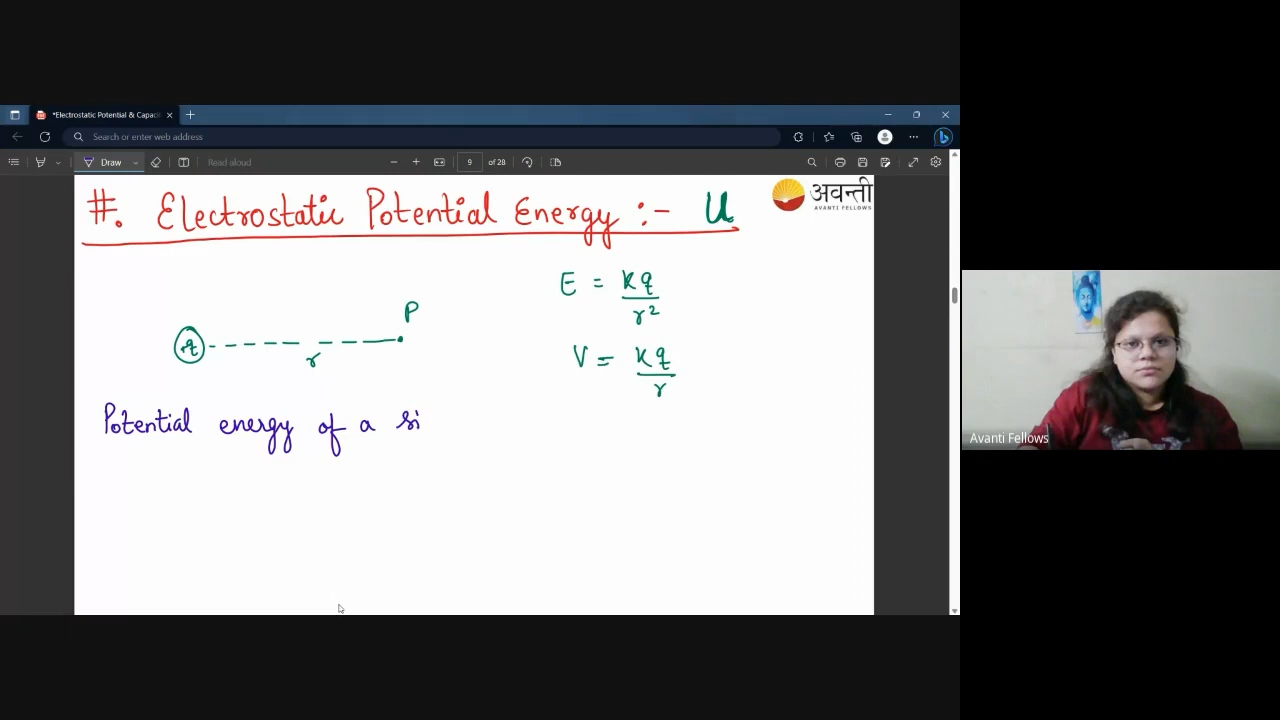 *Electrostatic Potential & Capaci
Search or enter web address
Draw
Read aloud
9 of 28
#. Electrostatic Potential Energy :- U
अवन्ती
AVANTI FELLOWS
E = kq/r²
P
q
r
V = kq/r
Potential energy of a si
Avanti Fellows